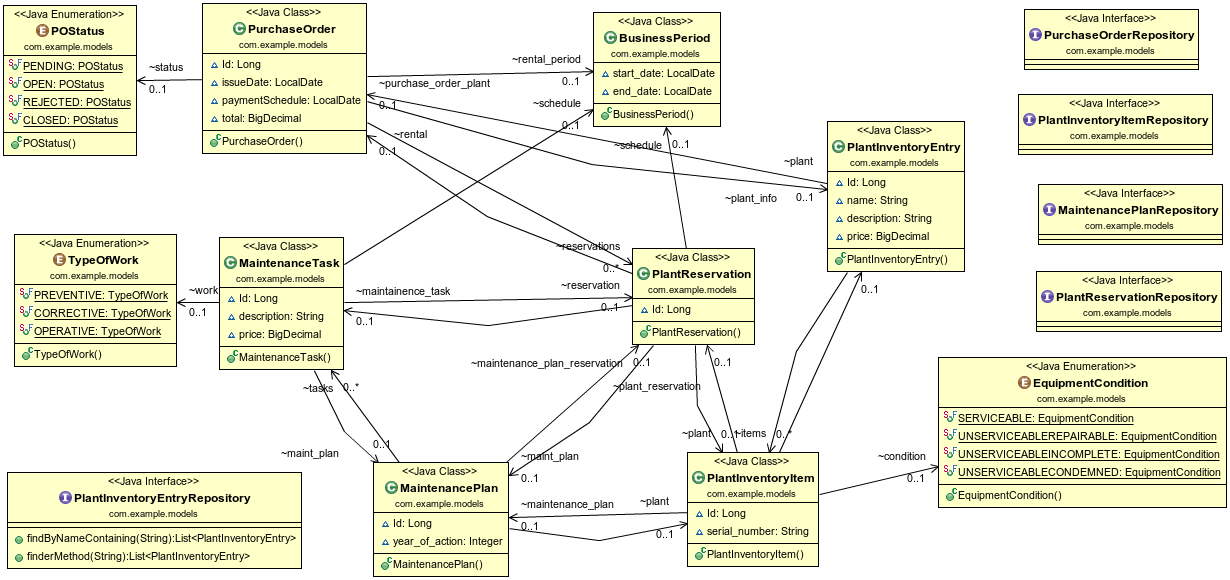 <<Java Enumeration>>
POStatus
com.example.models
PENDING: POStatus
OPEN: POStatus
REJECTED: POStatus
CLOSED: POStatus
POStatus()
~status
0..1
<<Java Class>>
PurchaseOrder
com.example.models
Id: Long
issueDate: LocalDate
paymentSchedule: LocalDate
total: BigDecimal
PurchaseOrder()
~rental_period
0..1
~purchase_order_plant
0..1
~schedule
0..1
~rental
0..1
<<Java Class>>
BusinessPeriod
com.example.models
start_date: LocalDate
end_date: LocalDate
BusinessPeriod()
~schedule
0..1
<<Java Class>>
PlantInventoryEntry
com.example.models
Id: Long
name: String
description: String
price: BigDecimal
PlantInventoryEntry()
~plant
~plant_info
0..1
0..1
<<Java Interface>>
PurchaseOrderRepository
com.example.models
<<Java Interface>>
PlantInventoryItemRepository
com.example.models
<<Java Interface>>
MaintenancePlanRepository
com.example.models
<<Java Interface>>
PlantReservationRepository
com.example.models
<<Java Enumeration>>
TypeOfWork
com.example.models
PREVENTIVE: TypeOfWork
CORRECTIVE: TypeOfWork
OPERATIVE: TypeOfWork
TypeOfWork()
~work
0..1
<<Java Class>>
MaintenanceTask
com.example.models
Id: Long
description: String
price: BigDecimal
MaintenanceTask()
~maintainence_task
0..1
~reservations
0..*
~reservation
0..1
<<Java Class>>
PlantReservation
com.example.models
Id: Long
PlantReservation()
~maintenance_plan_reservation
0..1
0..1
~plant_reservation
~tasks
0..*
~maint_plan
0..1
~maint_plan
0..1
~plant
0..1
~items
0..*
<<Java Enumeration>>
EquipmentCondition
com.example.models
SERVICEABLE: EquipmentCondition
UNSERVICEABLEREPAIRABLE: EquipmentCondition
UNSERVICEABLEINCOMPLETE: EquipmentCondition
UNSERVICEABLECONDEMNED: EquipmentCondition
EquipmentCondition()
~condition
0..1
<<Java Interface>>
PlantInventoryEntryRepository
com.example.models
findByNameContaining(String):List<PlantInventoryEntry>
finderMethod(String):List<PlantInventoryEntry>
<<Java Class>>
MaintenancePlan
com.example.models
Id: Long
year_of_action: Integer
MaintenancePlan()
~maintenance_plan
0..1
~plant
0..1
<<Java Class>>
PlantInventoryItem
com.example.models
Id: Long
serial_number: String
PlantInventoryItem()